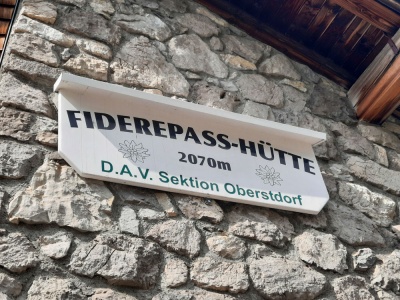 FIDEREPASS-HÜTTE
2070m
D.A.V. Sektion Oberstdorf